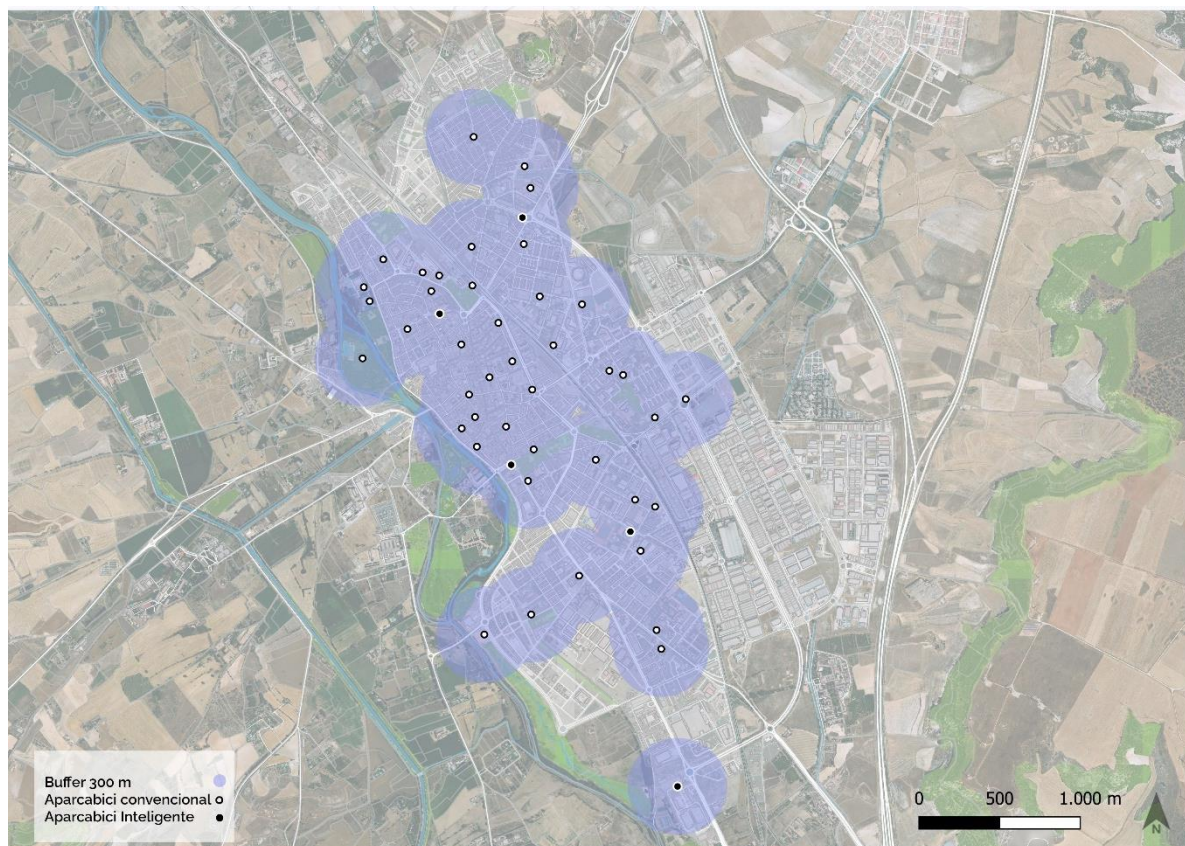 Buffer 300 m
Aparcabici convencional
Aparcabici Inteligente
0 500 1.000 m
N